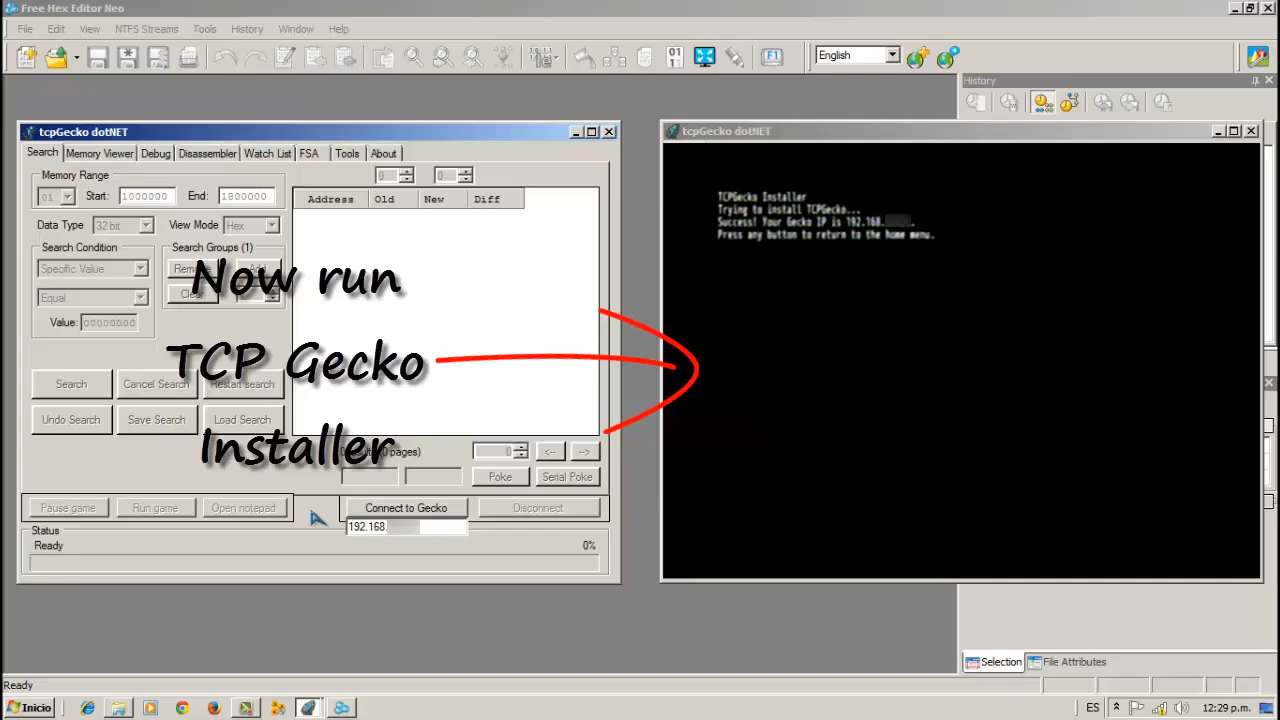 Free Hex Editor Neo
File Edit View NTFS Streams Tools History Window Help
English
History
tcpGecko dotNET
Search Memory Viewer Debug Disassembler Watch List FSA Tools About
Memory Range
01 Start: 1000000 End: 1800000
0 0
Address Old New Diff
Data Type 32 bit View Mode Hex
Search Condition Search Groups (1)
Specific Value
Add
Equal
Value: 00000000
Search Cancel Search Restart search
Undo Search Save Search Load Search
pages) 0 <-- -->
Poke Serial Poke
Pause game Run game Open notepad Connect to Gecko Disconnect
192.168.
Status
Ready 0%
Now run
TCP Gecko
Installer
tcpGecko dotNET
TCPGecko Installer
Trying to install TCPGecko...
Success! Your Gecko IP is 192.168. .
Press any button to return to the home menu.
Selection File Attributes
Ready
Inicio ES 12:29 p.m.